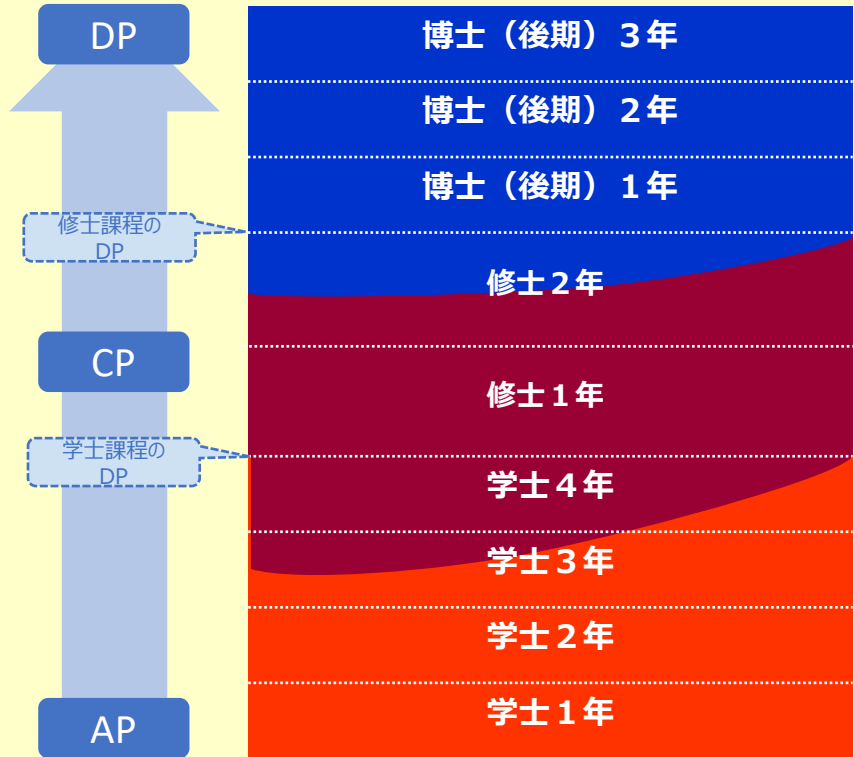 DP
修士課程の
DP
CP
学士課程の
DP
AP
博士（後期）３年
博士（後期）２年
博士（後期）１年
修士２年
修士１年
学士４年
学士３年
学士２年
学士１年